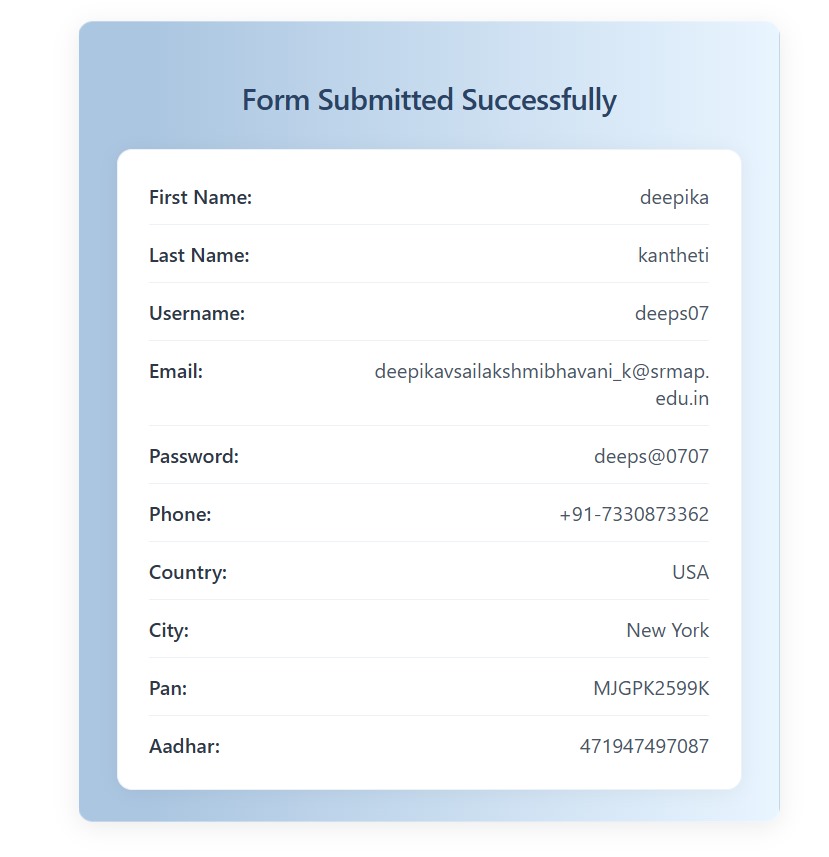 Form Submitted Successfully
First Name: deepika
Last Name: kantheti
Username: deeps07
Email: deepikavsailakshmibhavani_k@srmap.
edu.in
Password: deeps@0707
Phone: +91-7330873362
Country: USA
City: New York
Pan: MJGPK2599K
Aadhar: 471947497087